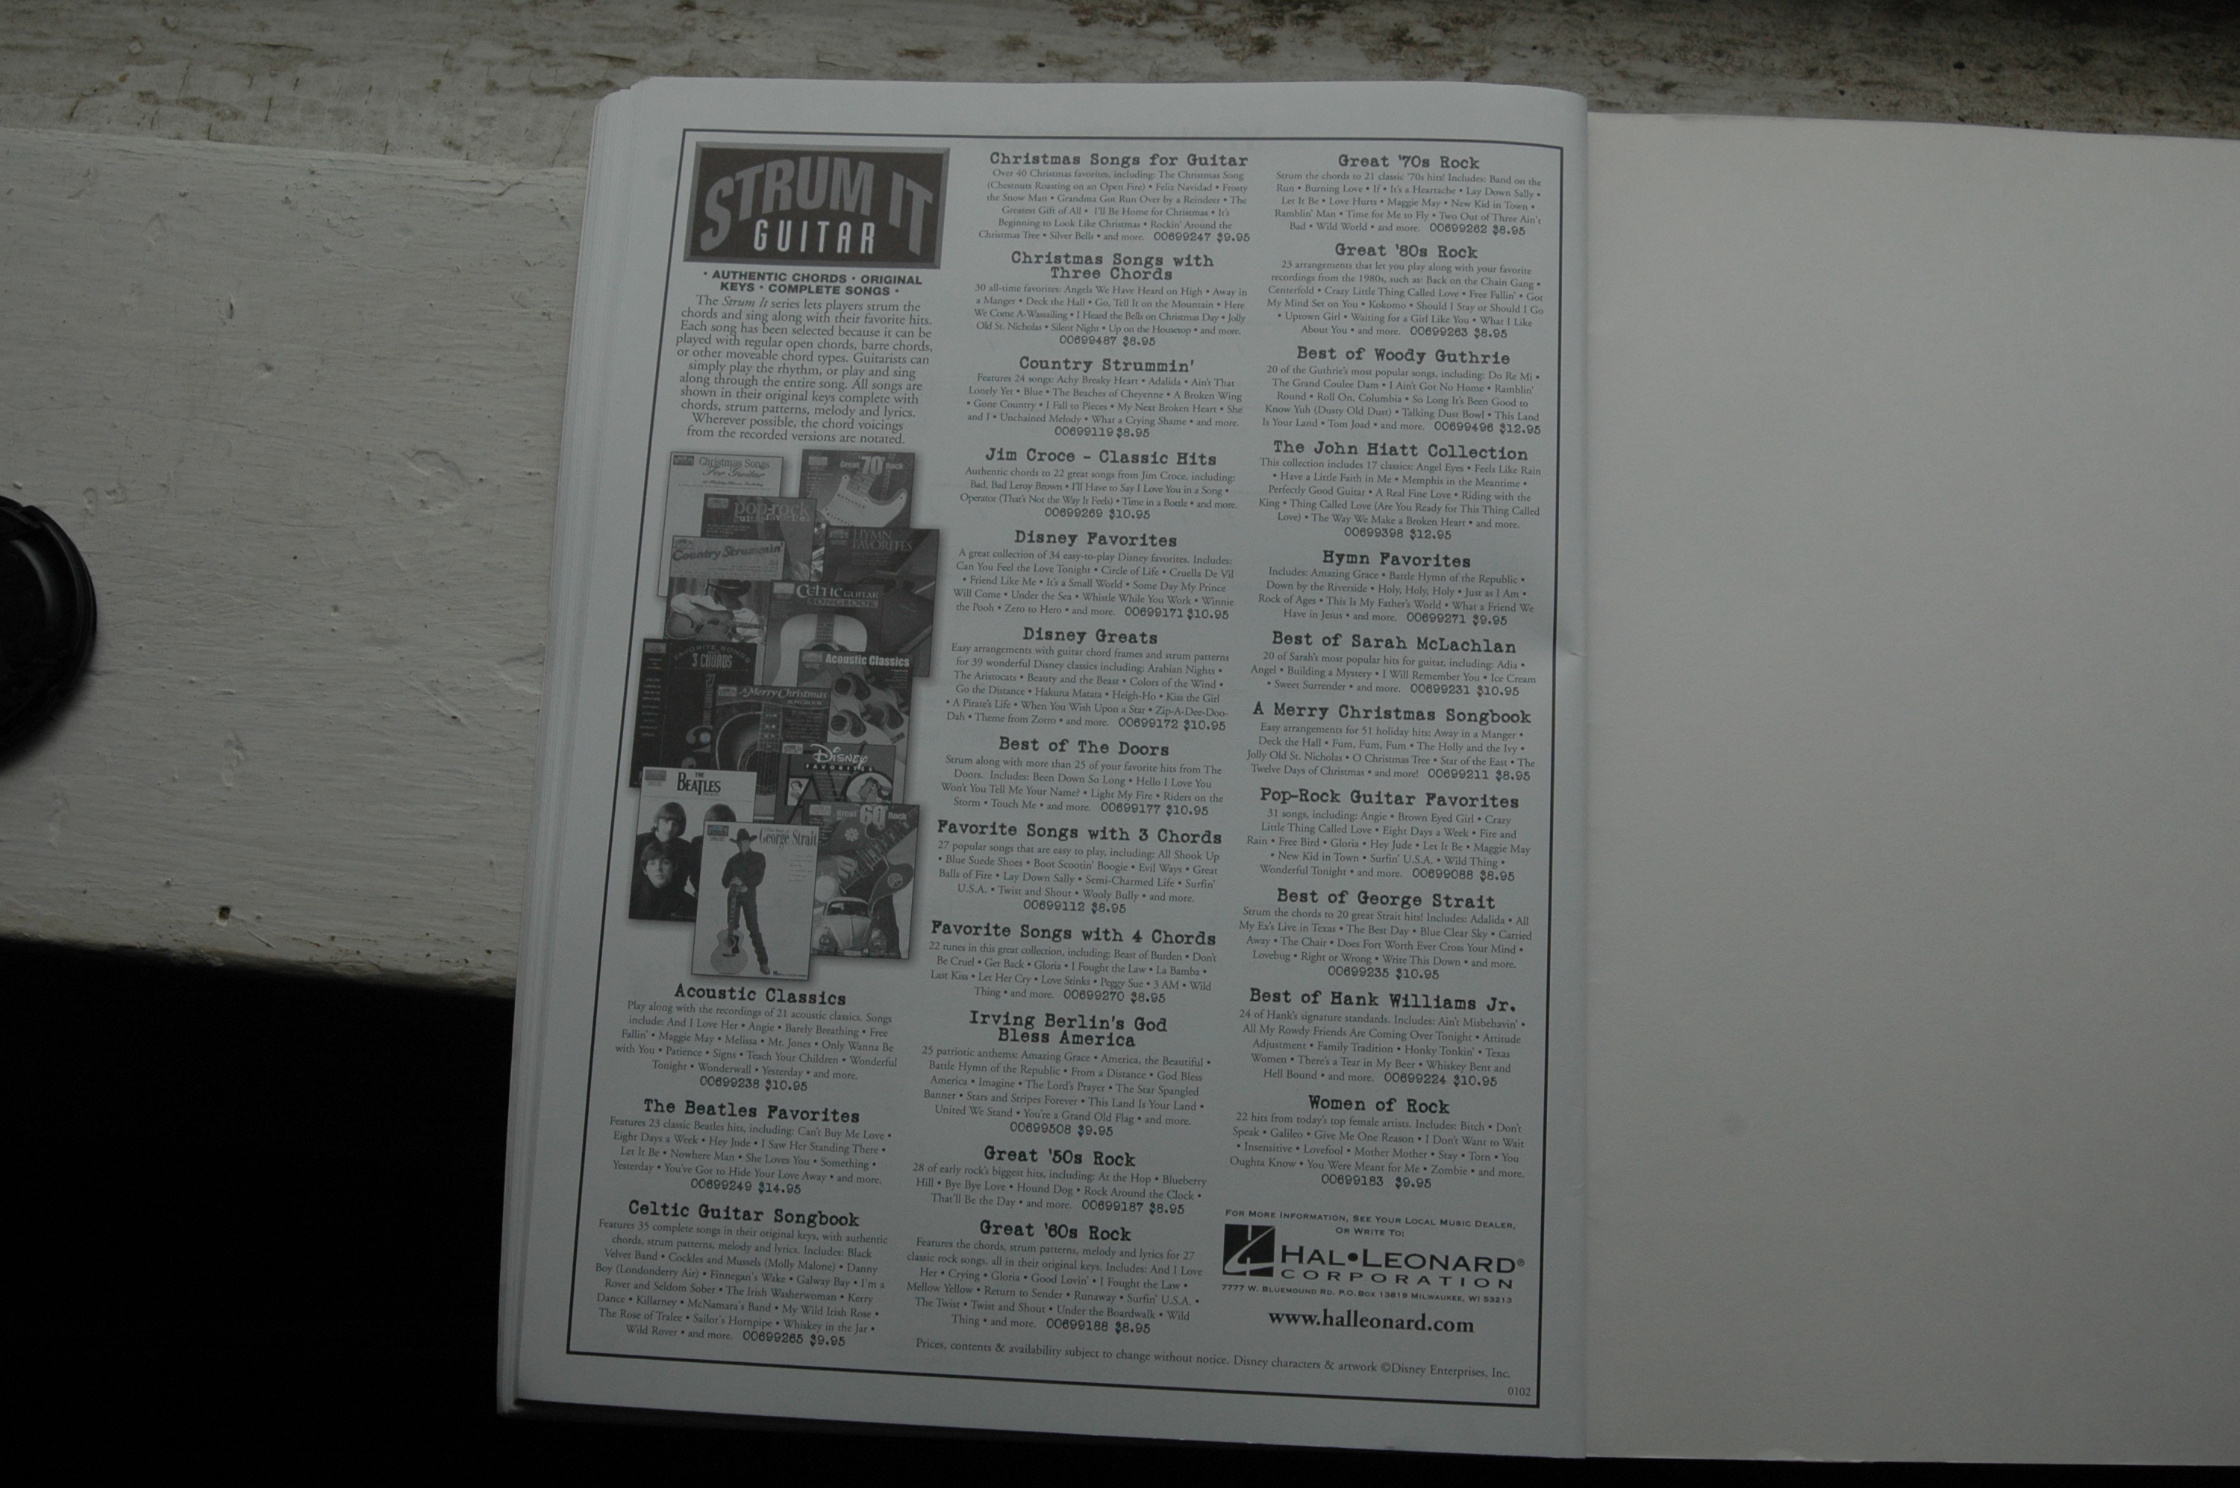 STRUM IT
GUITAR
• AUTHENTIC CHORDS • ORIGINAL
KEYS • COMPLETE SONGS •
The Strum It series lets players strum the
chords and sing along with their favorite hits.
Each song has been selected because it can be
played with regular open chords, barre chords,
or other moveable chord types. Guitarists can
simply play the rhythm, or play and sing
along through the entire song. All songs are
shown in their original keys complete with
chords, strum patterns, melody and lyrics.
Wherever possible, the chord voicings
from the recorded versions are notated.
Christmas Songs
For Guitar
Great '70s Rock
pop-rock
HYMN
FAVORITES
Country Strummin'
CELTIC GUITAR
SONGBOOK
FAVORITE SONGS
3 CHORDS
Acoustic Classics
A Merry Christmas
DISNEY
FAVORITES
THE
BEATLES
George Strait
Great 60s Rock
Acoustic Classics
Play along with the recordings of 21 acoustic classics. Songs
include: And I Love Her • Angie • Barely Breathing • Free
Fallin' • Maggie May • Melissa • Mr. Jones • Only Wanna Be
with You • Patience • Signs • Teach Your Children • Wonderful
Tonight • Wonderwall • Yesterday • and more.
00699238 $10.95
The Beatles Favorites
Features 23 classic Beatles hits, including: Can't Buy Me Love •
Eight Days a Week • Hey Jude • I Saw Her Standing There •
Let It Be • Nowhere Man • She Loves You • Something •
Yesterday • You've Got to Hide Your Love Away • and more.
00699249 $14.95
Celtic Guitar Songbook
Features 35 complete songs in their original keys, with authentic
chords, strum patterns, melody and lyrics. Includes: Black
Velvet Band • Cockles and Mussels (Molly Malone) • Danny
Boy (Londonderry Air) • Finnegan's Wake • Galway Bay • I'm a
Rover and Seldom Sober • The Irish Washerwoman • Kerry
Dance • Killarney • McNamara's Band • My Wild Irish Rose •
The Rose of Tralee • Sailor's Hornpipe • Whiskey in the Jar •
Wild Rover • and more. 00699265 $9.95
Christmas Songs for Guitar
Over 40 Christmas favorites, including: The Christmas Song
(Chestnuts Roasting on an Open Fire) • Feliz Navidad • Frosty
the Snow Man • Grandma Got Run Over by a Reindeer • The
Greatest Gift of All • I'll Be Home for Christmas • It's
Beginning to Look Like Christmas • Rockin' Around the
Christmas Tree • Silver Bells • and more. 00699247 $9.95
Christmas Songs with
Three Chords
30 all-time favorites: Angels We Have Heard on High • Away in
a Manger • Deck the Hall • Go, Tell It on the Mountain • Here
We Come A-Wassailing • I Heard the Bells on Christmas Day • Jolly
Old St. Nicholas • Silent Night • Up on the Housetop • and more.
00699487 $8.95
Country Strummin'
Features 24 songs: Achy Breaky Heart • Adalida • Ain't That
Lonely Yet • Blue • The Beaches of Cheyenne • A Broken Wing
• Gone Country • I Fall to Pieces • My Next Broken Heart • She
and I • Unchained Melody • What a Crying Shame • and more.
00699119 $8.95
Jim Croce - Classic Hits
Authentic chords to 22 great songs from Jim Croce, including:
Bad, Bad Leroy Brown • I'll Have to Say I Love You in a Song •
Operator (That's Not the Way It Feels) • Time in a Bottle • and more.
00699269 $10.95
Disney Favorites
A great collection of 34 easy-to-play Disney favorites. Includes:
Can You Feel the Love Tonight • Circle of Life • Cruella De Vil
• Friend Like Me • It's a Small World • Some Day My Prince
Will Come • Under the Sea • Whistle While You Work • Winnie
the Pooh • Zero to Hero • and more. 00699171 $10.95
Disney Greats
Easy arrangements with guitar chord frames and strum patterns
for 39 wonderful Disney classics including: Arabian Nights •
The Aristocats • Beauty and the Beast • Colors of the Wind •
Go the Distance • Hakuna Matata • Heigh-Ho • Kiss the Girl
• A Pirate's Life • When You Wish Upon a Star • Zip-A-Dee-Doo-
Dah • Theme from Zorro • and more. 00699172 $10.95
Best of The Doors
Strum along with more than 25 of your favorite hits from The
Doors. Includes: Been Down So Long • Hello I Love You
Won't You Tell Me Your Name? • Light My Fire • Riders on the
Storm • Touch Me • and more. 00699177 $10.95
Favorite Songs with 3 Chords
27 popular songs that are easy to play, including: All Shook Up
• Blue Suede Shoes • Boot Scootin' Boogie • Evil Ways • Great
Balls of Fire • Lay Down Sally • Semi-Charmed Life • Surfin'
U.S.A. • Twist and Shout • Wooly Bully • and more.
00699112 $8.95
Favorite Songs with 4 Chords
22 tunes in this great collection, including: Beast of Burden • Don't
Be Cruel • Get Back • Gloria • I Fought the Law • La Bamba •
Last Kiss • Let Her Cry • Love Stinks • Peggy Sue • 3 AM • Wild
Thing • and more. 00699270 $8.95
Irving Berlin's God
Bless America
25 patriotic anthems: Amazing Grace • America, the Beautiful •
Battle Hymn of the Republic • From a Distance • God Bless
America • Imagine • The Lord's Prayer • The Star Spangled
Banner • Stars and Stripes Forever • This Land Is Your Land •
United We Stand • You're a Grand Old Flag • and more.
00699508 $9.95
Great '50s Rock
28 of early rock's biggest hits, including: At the Hop • Blueberry
Hill • Bye Bye Love • Hound Dog • Rock Around the Clock •
That'll Be the Day • and more. 00699187 $8.95
Great '60s Rock
Features the chords, strum patterns, melody and lyrics for 27
classic rock songs, all in their original keys. Includes: And I Love
Her • Crying • Gloria • Good Lovin' • I Fought the Law •
Mellow Yellow • Return to Sender • Runaway • Surfin' U.S.A. •
The Twist • Twist and Shout • Under the Boardwalk • Wild
Thing • and more. 00699188 $8.95
Great '70s Rock
Strum the chords to 21 classic '70s hits! Includes: Band on the
Run • Burning Love • If • It's a Heartache • Lay Down Sally •
Let It Be • Love Hurts • Maggie May • New Kid in Town •
Ramblin' Man • Time for Me to Fly • Two Out of Three Ain't
Bad • Wild World • and more. 00699262 $8.95
Great '80s Rock
23 arrangements that let you play along with your favorite
recordings from the 1980s, such as: Back on the Chain Gang •
Centerfold • Crazy Little Thing Called Love • Free Fallin' • Got
My Mind Set on You • Kokomo • Should I Stay or Should I Go
• Uptown Girl • Waiting for a Girl Like You • What I Like
About You • and more. 00699263 $8.95
Best of Woody Guthrie
20 of the Guthrie's most popular songs, including: Do Re Mi •
The Grand Coulee Dam • I Ain't Got No Home • Ramblin'
Round • Roll On, Columbia • So Long It's Been Good to
Know Yuh (Dusty Old Dust) • Talking Dust Bowl • This Land
Is Your Land • Tom Joad • and more. 00699496 $12.95
The John Hiatt Collection
This collection includes 17 classics: Angel Eyes • Feels Like Rain
• Have a Little Faith in Me • Memphis in the Meantime •
Perfectly Good Guitar • A Real Fine Love • Riding with the
King • Thing Called Love (Are You Ready for This Thing Called
Love) • The Way We Make a Broken Heart • and more.
00699398 $12.95
Hymn Favorites
Includes: Amazing Grace • Battle Hymn of the Republic •
Down by the Riverside • Holy, Holy, Holy • Just as I Am •
Rock of Ages • This Is My Father's World • What a Friend We
Have in Jesus • and more. 00699271 $9.95
Best of Sarah McLachlan
20 of Sarah's most popular hits for guitar, including: Adia •
Angel • Building a Mystery • I Will Remember You • Ice Cream
• Sweet Surrender • and more. 00699231 $10.95
A Merry Christmas Songbook
Easy arrangements for 51 holiday hits: Away in a Manger •
Deck the Hall • Fum, Fum, Fum • The Holly and the Ivy •
Jolly Old St. Nicholas • O Christmas Tree • Star of the East • The
Twelve Days of Christmas • and more! 00699211 $8.95
Pop-Rock Guitar Favorites
31 songs, including: Angie • Brown Eyed Girl • Crazy
Little Thing Called Love • Eight Days a Week • Fire and
Rain • Free Bird • Gloria • Hey Jude • Let It Be • Maggie May
• New Kid in Town • Surfin' U.S.A. • Wild Thing •
Wonderful Tonight • and more. 00699088 $8.95
Best of George Strait
Strum the chords to 20 great Strait hits! Includes: Adalida • All
My Ex's Live in Texas • The Best Day • Blue Clear Sky • Carried
Away • The Chair • Does Fort Worth Ever Cross Your Mind •
Lovebug • Right or Wrong • Write This Down • and more.
00699235 $10.95
Best of Hank Williams Jr.
24 of Hank's signature standards. Includes: Ain't Misbehavin' •
All My Rowdy Friends Are Coming Over Tonight • Attitude
Adjustment • Family Tradition • Honky Tonkin' • Texas
Women • There's a Tear in My Beer • Whiskey Bent and
Hell Bound • and more. 00699224 $10.95
Women of Rock
22 hits from today's top female artists. Includes: Bitch • Don't
Speak • Galileo • Give Me One Reason • I Don't Want to Wait
• Insensitive • Lovefool • Mother Mother • Stay • Torn • You
Oughta Know • You Were Meant for Me • Zombie • and more.
00699183 $9.95
FOR MORE INFORMATION, SEE YOUR LOCAL MUSIC DEALER,
OR WRITE TO:
HAL•LEONARD®
CORPORATION
7777 W. BLUEMOUND RD. P.O. BOX 13819 MILWAUKEE, WI 53213
www.halleonard.com
Prices, contents & availability subject to change without notice. Disney characters & artwork ©Disney Enterprises, Inc.
0102